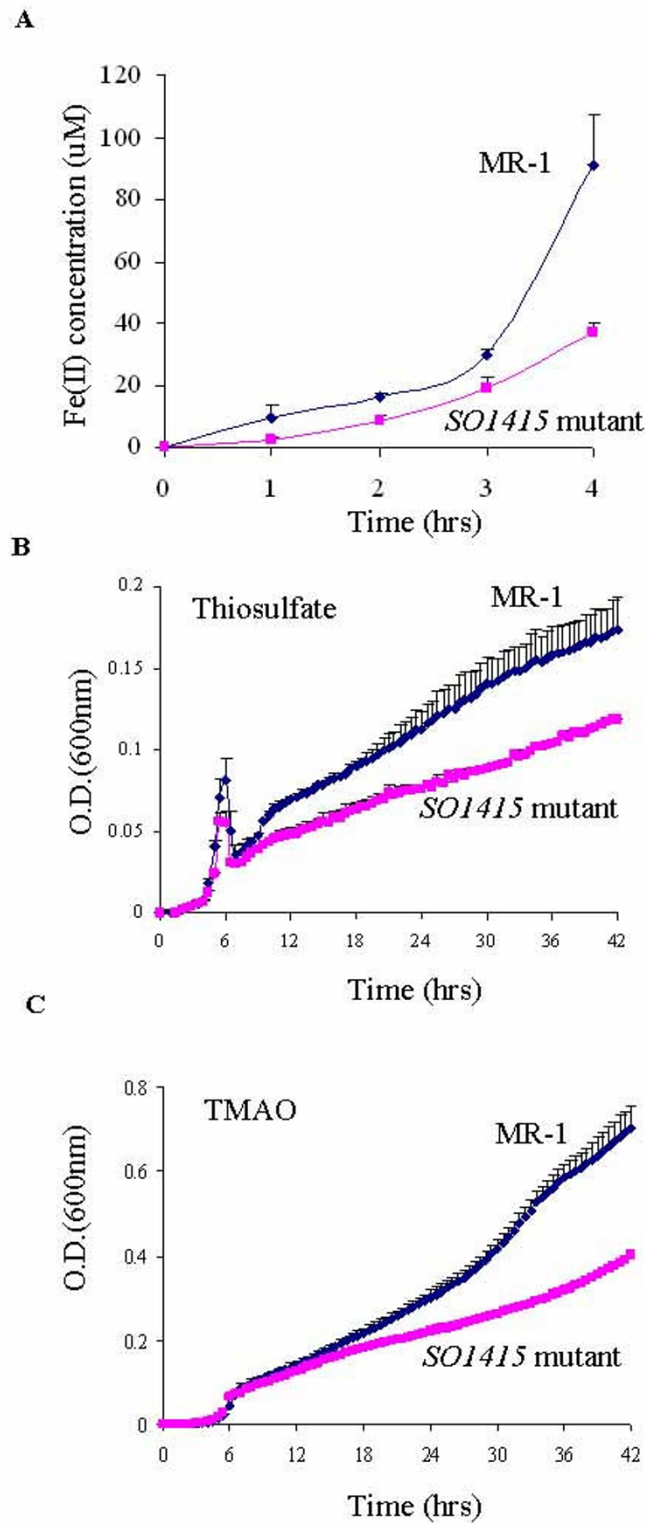 A
Fe(II) concentration (uM)
120
100
80
60
40
20
0
MR-1
SO1415 mutant
0 1 2 3 4
Time (hrs)
B
O.D.(600nm)
0.2
0.15
0.1
0.05
0
Thiosulfate
MR-1
SO1415 mutant
0 6 12 18 24 30 36 42
Time (hrs)
C
O.D.(600nm)
0.8
0.6
0.4
0.2
0
TMAO
MR-1
SO1415 mutant
0 6 12 18 24 30 36 42
Time (hrs)